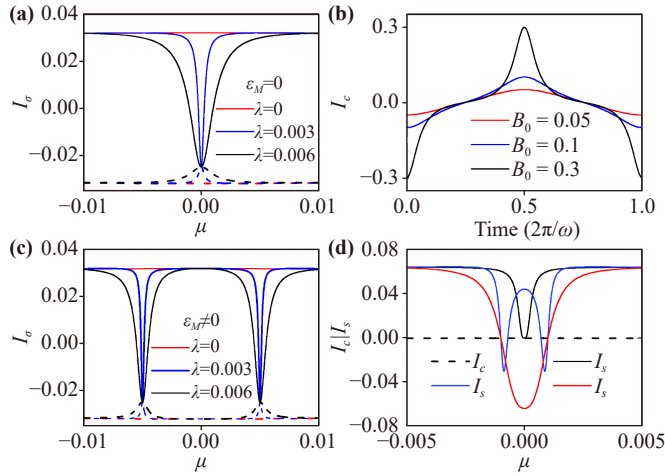 (a)
0.04
0.02
0.00
−0.02
I_σ
ε_M=0
λ=0
λ=0.003
λ=0.006
−0.01
0.00
0.01
μ
(b)
0.3
0.0
−0.3
I_c
B_0 = 0.05
B_0 = 0.1
B_0 = 0.3
0.0
0.5
1.0
Time (2π/ω)
(c)
0.04
0.02
0.00
−0.02
I_σ
ε_M≠0
λ=0
λ=0.003
λ=0.006
−0.01
0.00
0.01
μ
(d)
0.08
0.04
0.00
−0.04
−0.08
I_c|I_s
I_c
I_s
I_s
I_s
−0.005
0.000
0.005
μ